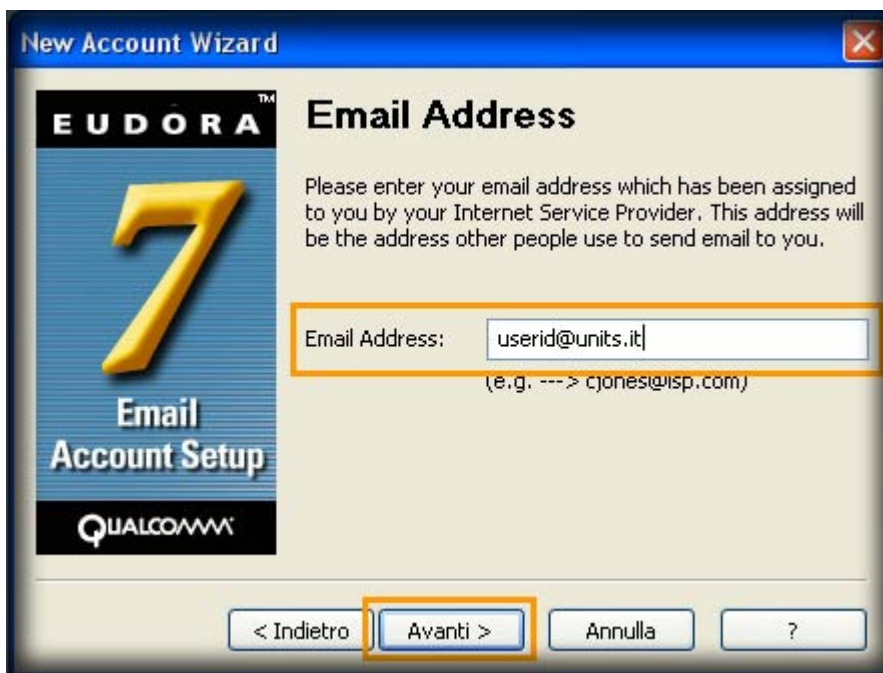 New Account Wizard
EUDORA™
7
Email
Account Setup
QUALCOMM
Email Address
Please enter your email address which has been assigned
to you by your Internet Service Provider. This address will
be the address other people use to send email to you.
Email Address: userid@units.it
(e.g. ---> cjones@isp.com)
< Indietro Avanti > Annulla ?